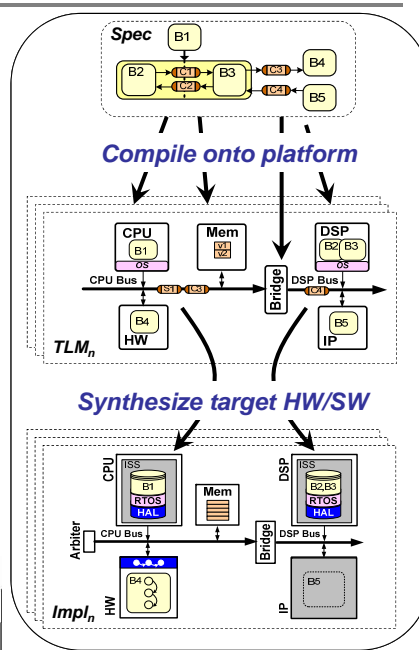 Spec
B1
B2
C1
B3
C3
B4
C2
C4
B5
Compile onto platform
CPU
B1
OS
Mem
v1
v2
DSP
B2
B3
OS
CPU Bus
S1
C3
Bridge
DSP Bus
C4
B4
HW
B5
IP
TLMn
Synthesize target HW/SW
CPU
ISS
B1
RTOS
HAL
Mem
DSP
ISS
B2,B3
RTOS
HAL
Arbiter
CPU Bus
Bridge
DSP Bus
HW
B4
B5
IP
Impln